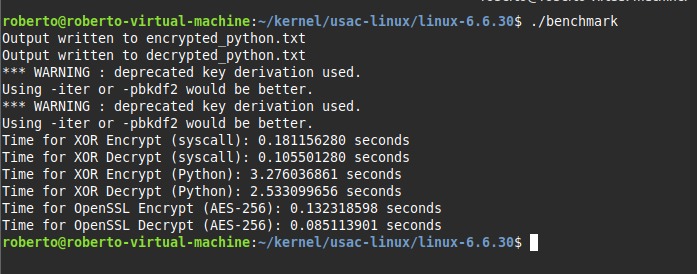 roberto@roberto-virtual-machine:~/kernel/usac-linux/linux-6.6.30$ ./benchmark
Output written to encrypted_python.txt
Output written to decrypted_python.txt
*** WARNING : deprecated key derivation used.
Using -iter or -pbkdf2 would be better.
*** WARNING : deprecated key derivation used.
Using -iter or -pbkdf2 would be better.
Time for XOR Encrypt (syscall): 0.181156280 seconds
Time for XOR Decrypt (syscall): 0.105501280 seconds
Time for XOR Encrypt (Python): 3.276036861 seconds
Time for XOR Decrypt (Python): 2.533099656 seconds
Time for OpenSSL Encrypt (AES-256): 0.132318598 seconds
Time for OpenSSL Decrypt (AES-256): 0.085113901 seconds
roberto@roberto-virtual-machine:~/kernel/usac-linux/linux-6.6.30$